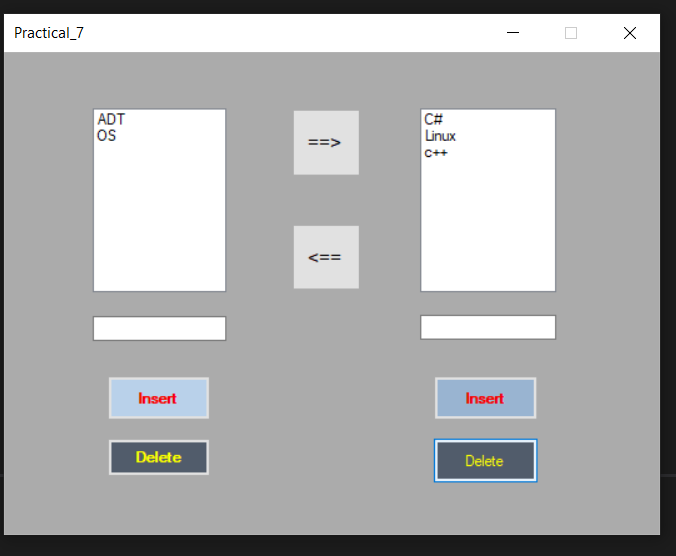 Practical_7
ADT
OS
==>
C#
Linux
c++
<==
Insert
Insert
Delete
Delete